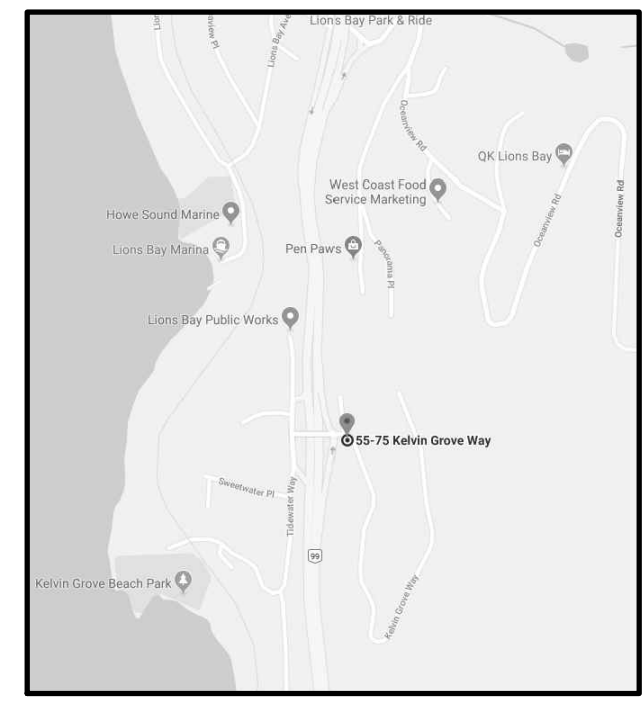 Lions Bay Park & Ride
Lions Bay Ave
Oceanview Rd
QK Lions Bay
West Coast Food
Service Marketing
Oceanview Rd
Oceanview Rd
Howe Sound Marine
Lions Bay Marina
Pen Paws
Panorama Pl
Lions Bay Public Works
55-75 Kelvin Grove Way
Sweetwater Pl
Tidewater Way
99
Kelvin Grove Beach Park
Kelvin Grove Way